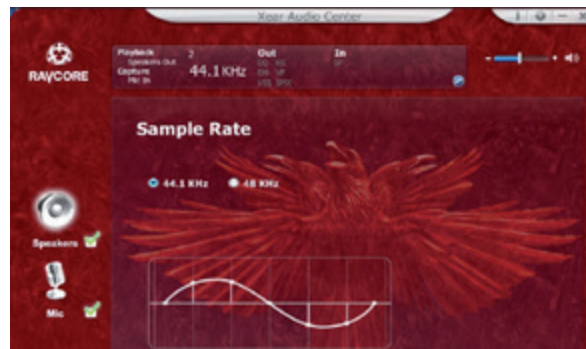 Xear Audio Center
RAVCORE
Playback 2
Speakers Out
Capture 44.1 KHz
Mic In
Out
In
Sample Rate
44.1 KHz 48 KHz
Speakers
Mic